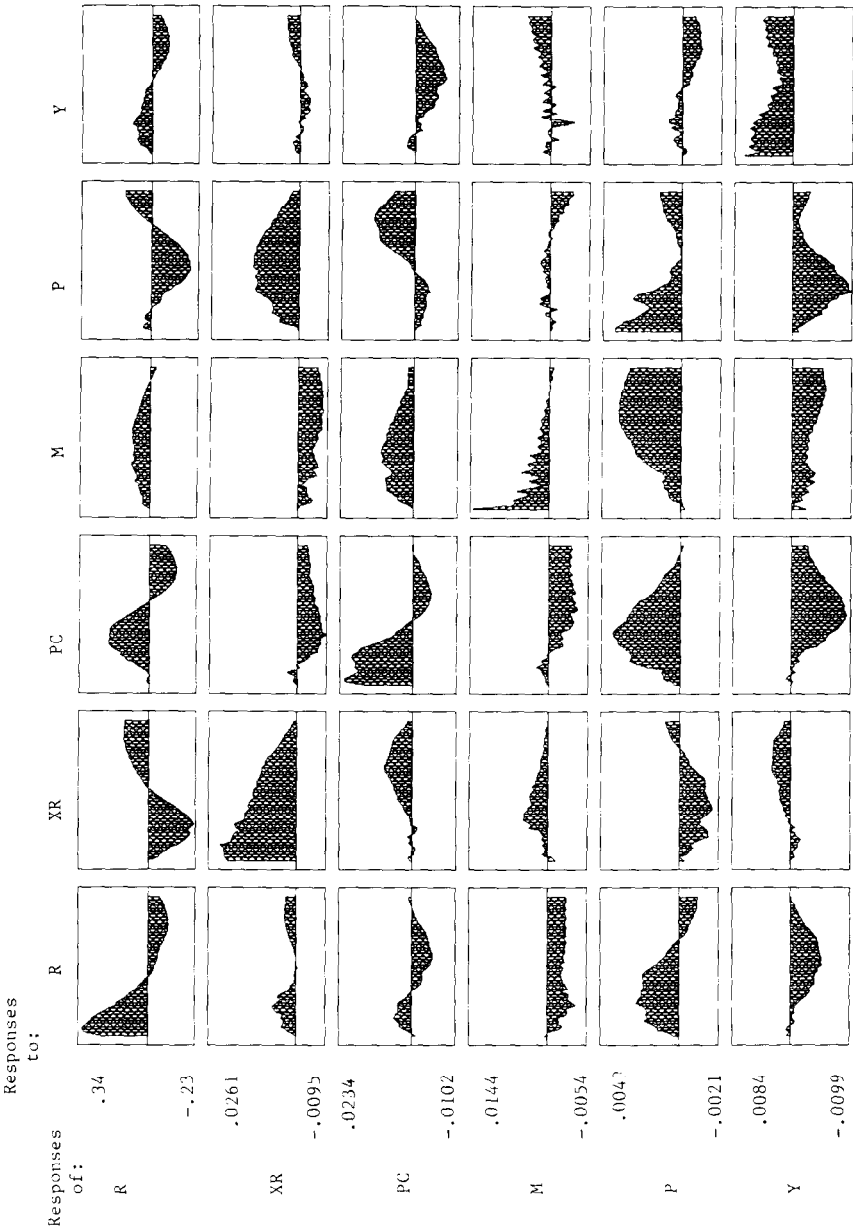 Responses
to:
R XR PC M P Y
Responses
of:
R
.34
-.23
XR
.0261
-.0095
PC
.0234
-.0102
M
.0144
-.0054
P
-.0021
Y
.0084
-.0099